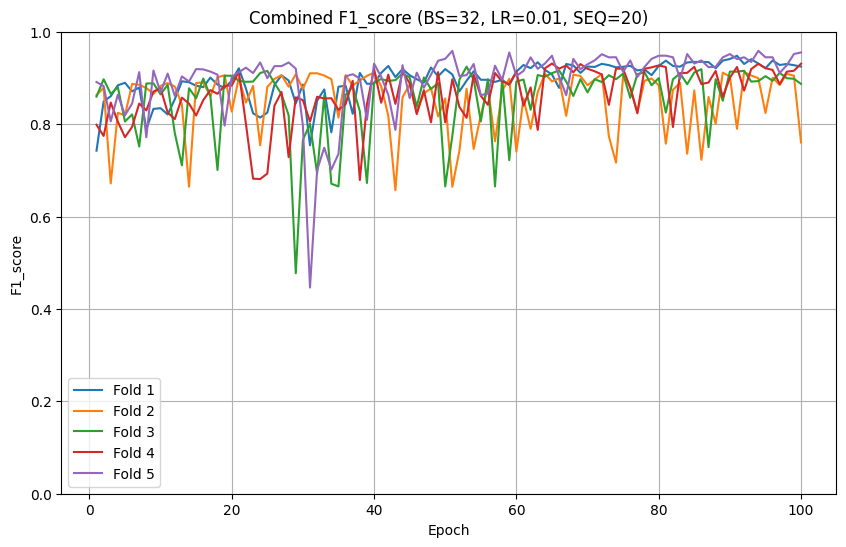 Combined F1_score (BS=32, LR=0.01, SEQ=20)
1.0
0.8
0.6
0.4
0.2
0.0
F1_score
Fold 1
Fold 2
Fold 3
Fold 4
Fold 5
0 20 40 60 80 100
Epoch